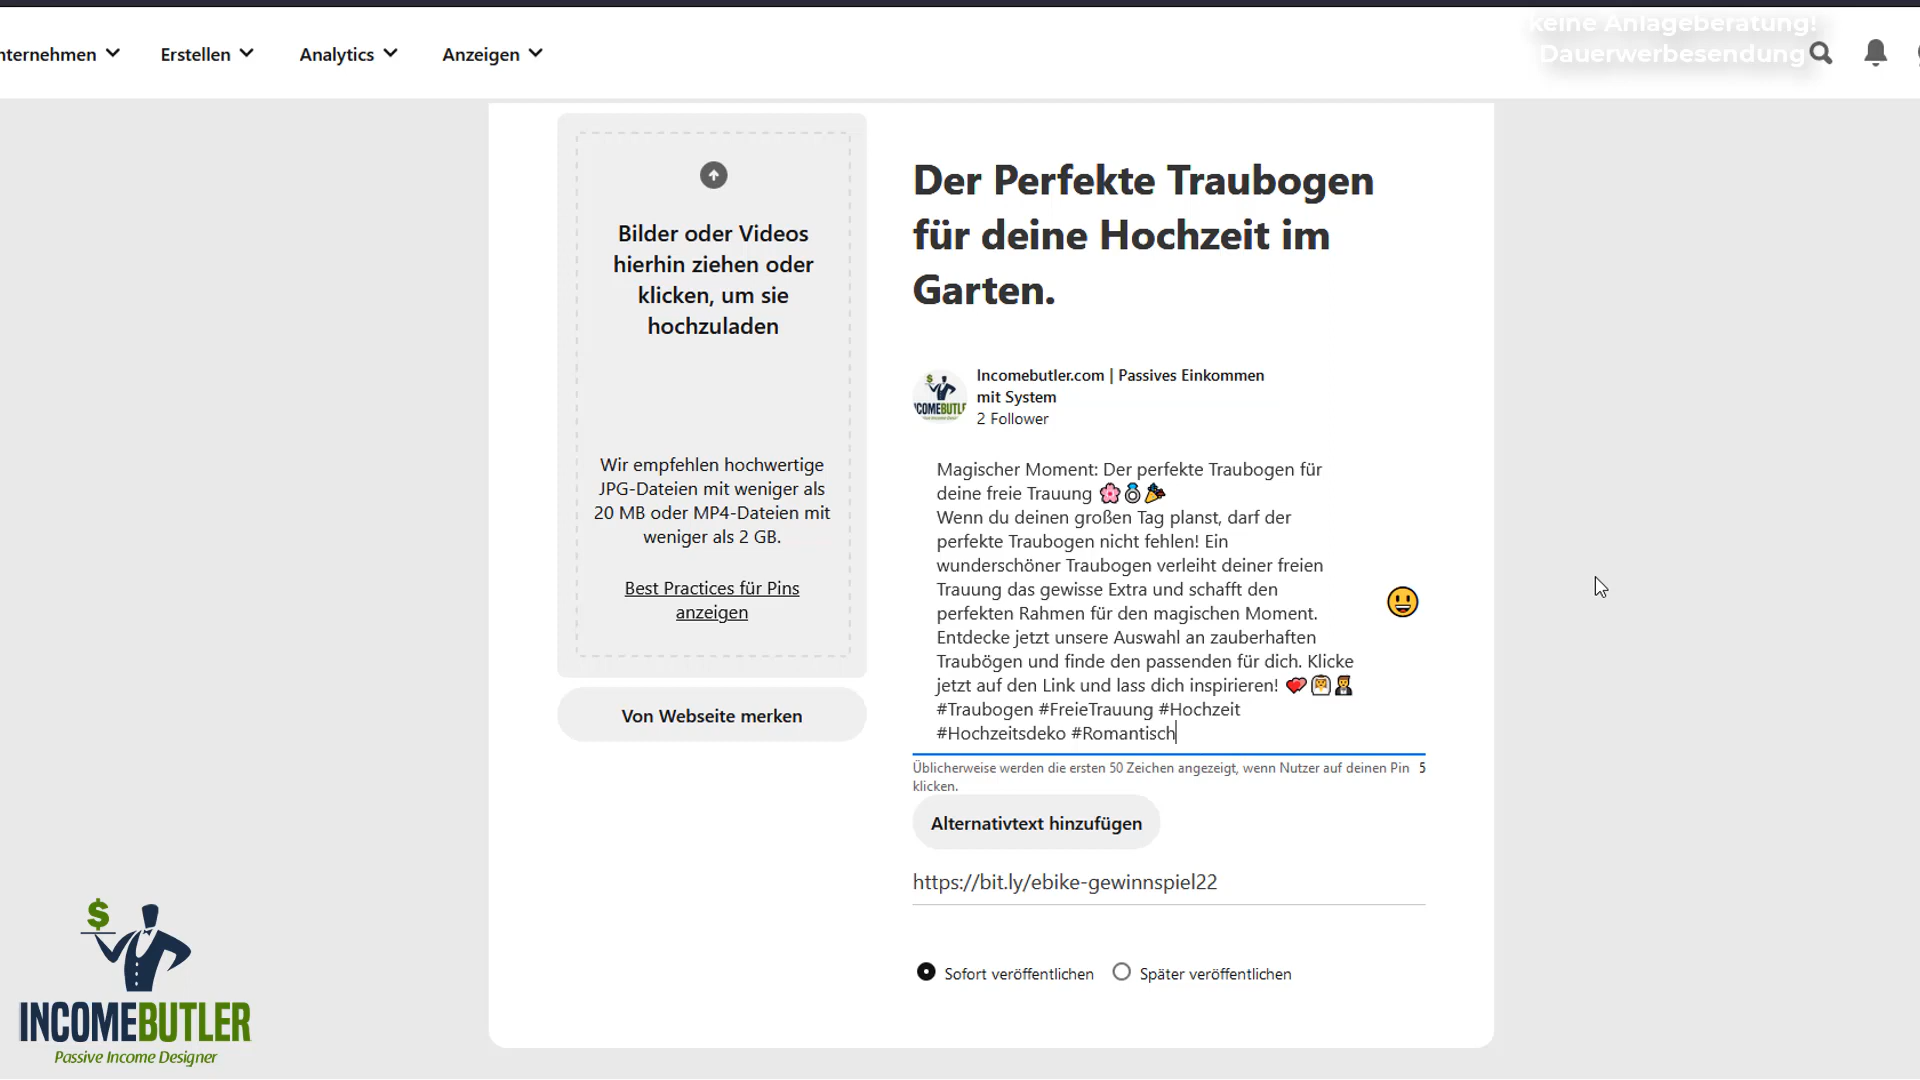 keine Anlageberatung!
Dauerwerbesendung
nternehmen
Erstellen
Analytics
Anzeigen
Bilder oder Videos
hierhin ziehen oder
klicken, um sie
hochzuladen
Wir empfehlen hochwertige
JPG-Dateien mit weniger als
20 MB oder MP4-Dateien mit
weniger als 2 GB.
Best Practices für Pins
anzeigen
Von Webseite merken
Der Perfekte Traubogen
für deine Hochzeit im
Garten.
Incomebutler.com | Passives Einkommen
mit System
2 Follower
Magischer Moment: Der perfekte Traubogen für
deine freie Trauung 🌸💍🎉
Wenn du deinen großen Tag planst, darf der
perfekte Traubogen nicht fehlen! Ein
wunderschöner Traubogen verleiht deiner freien
Trauung das gewisse Extra und schafft den
perfekten Rahmen für den magischen Moment.
Entdecke jetzt unsere Auswahl an zauberhaften
Traubögen und finde den passenden für dich. Klicke
jetzt auf den Link und lass dich inspirieren! 💕👰🤵
#Traubogen #FreieTrauung #Hochzeit
#Hochzeitsdeko #Romantisch
Üblicherweise werden die ersten 50 Zeichen angezeigt, wenn Nutzer auf deinen Pin 5
klicken.
Alternativtext hinzufügen
https://bit.ly/ebike-gewinnspiel22
Sofort veröffentlichen
Später veröffentlichen
$
INCOMEBUTLER
Passive Income Designer